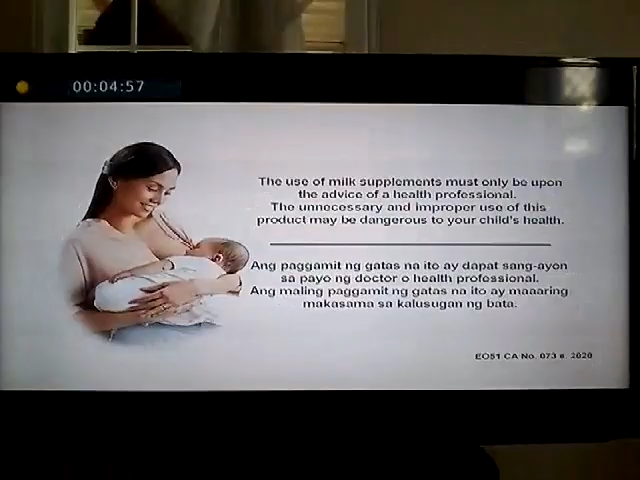 00:04:57
The use of milk supplements must only be upon
the advice of a health professional.
The unnecessary and improper use of this
product may be dangerous to your child's health.
Ang paggamit ng gatas na ito ay dapat sang-ayon
sa payo ng doctor o health professional.
Ang maling paggamit ng gatas na ito ay maaaring
makasama sa kalusugan ng bata.
CA No. 073 s. 2020